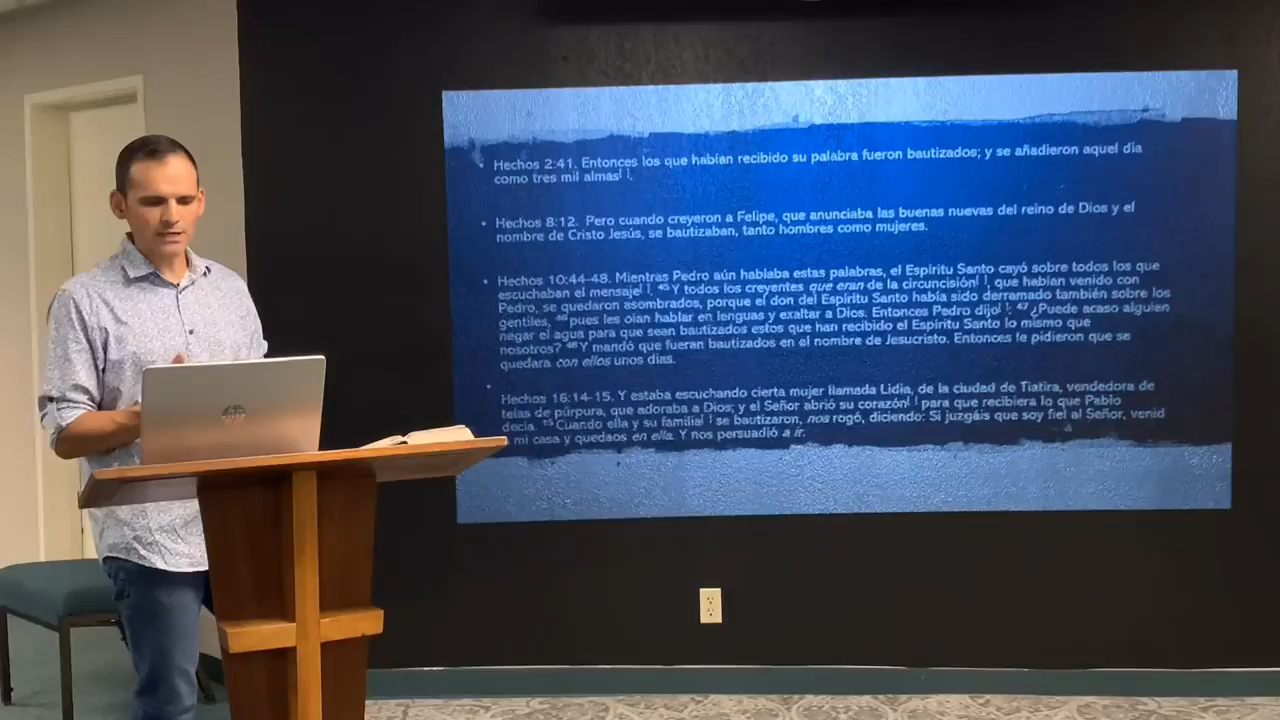 Hechos 2:41. Entonces los que habían recibido su palabra fueron bautizados; y se añadieron aquel día
como tres mil almas[ ].
Hechos 8:12. Pero cuando creyeron a Felipe, que anunciaba las buenas nuevas del reino de Dios y el
nombre de Cristo Jesús, se bautizaban, tanto hombres como mujeres.
Hechos 10:44-48. Mientras Pedro aún hablaba estas palabras, el Espíritu Santo cayó sobre todos los que
escuchaban el mensaje[ ]. 45 Y todos los creyentes que eran de la circuncisión[ ], que habían venido con
Pedro, se quedaron asombrados, porque el don del Espíritu Santo había sido derramado también sobre los
gentiles, 46 pues les oían hablar en lenguas y exaltar a Dios. Entonces Pedro dijo[ ]: 47 ¿Puede acaso alguien
negar el agua para que sean bautizados estos que han recibido el Espíritu Santo lo mismo que
nosotros? 48 Y mandó que fueran bautizados en el nombre de Jesucristo. Entonces le pidieron que se
quedara con ellos unos días.
Hechos 16:14-15. Y estaba escuchando cierta mujer llamada Lidia, de la ciudad de Tiatira, vendedora de
telas de púrpura, que adoraba a Dios; y el Señor abrió su corazón[ ] para que recibiera lo que Pablo
decía. 15 Cuando ella y su familia[ ] se bautizaron, nos rogó, diciendo: Si juzgáis que soy fiel al Señor, venid
mi casa y quedaos en ella. Y nos persuadió a ir.
hp